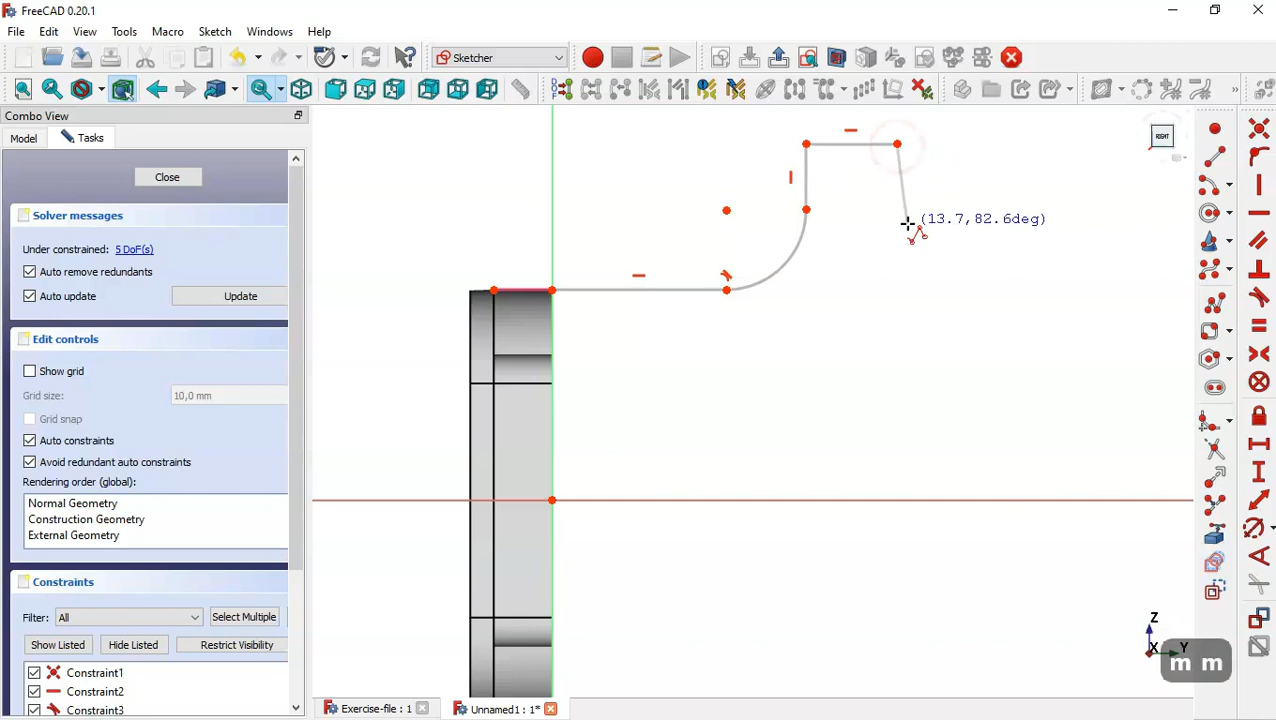 FreeCAD 0.20.1
File Edit View Tools Macro Sketch Windows Help
Sketcher
Combo View
Model Tasks
Close
Solver messages
Under constrained: 5 DoF(s)
Auto remove redundants
Auto update Update
Edit controls
Show grid
Grid size: 10,0 mm
Grid snap
Auto constraints
Avoid redundant auto constraints
Rendering order (global):
Normal Geometry
Construction Geometry
External Geometry
Constraints
Filter: All Select Multiple
Show Listed Hide Listed Restrict Visibility
Constraint1
Constraint2
Constraint3
RIGHT
(13.7,82.6deg)
Z
X Y
m m
Exercise-file : 1 Unnamed1 : 1*